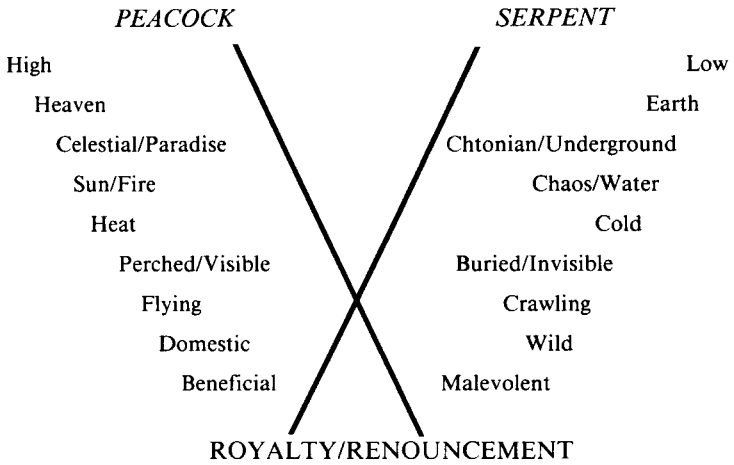 PEACOCK SERPENT
High Low
Heaven Earth
Celestial/Paradise Chtonian/Underground
Sun/Fire Chaos/Water
Heat Cold
Perched/Visible Buried/Invisible
Flying Crawling
Domestic Wild
Beneficial Malevolent
ROYALTY/RENOUNCEMENT